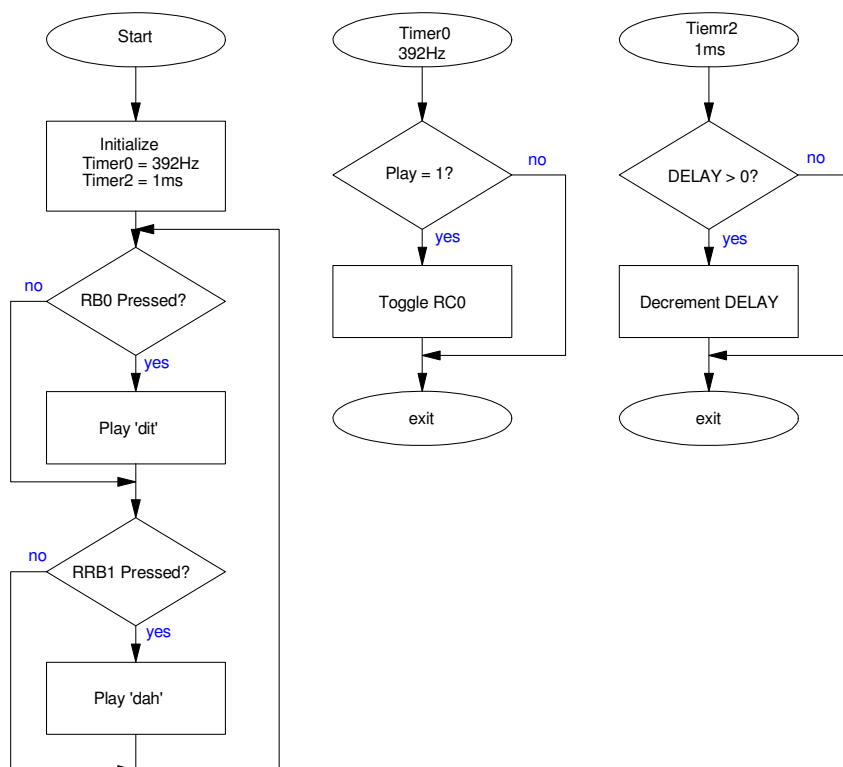 Start
Initialize
Timer0 = 392Hz
Timer2 = 1ms
RB0 Pressed?
no
yes
Play 'dit'
RRB1 Pressed?
no
yes
Play 'dah'
Timer0
392Hz
Play = 1?
no
yes
Toggle RC0
exit
Tiemr2
1ms
DELAY > 0?
no
yes
Decrement DELAY
exit